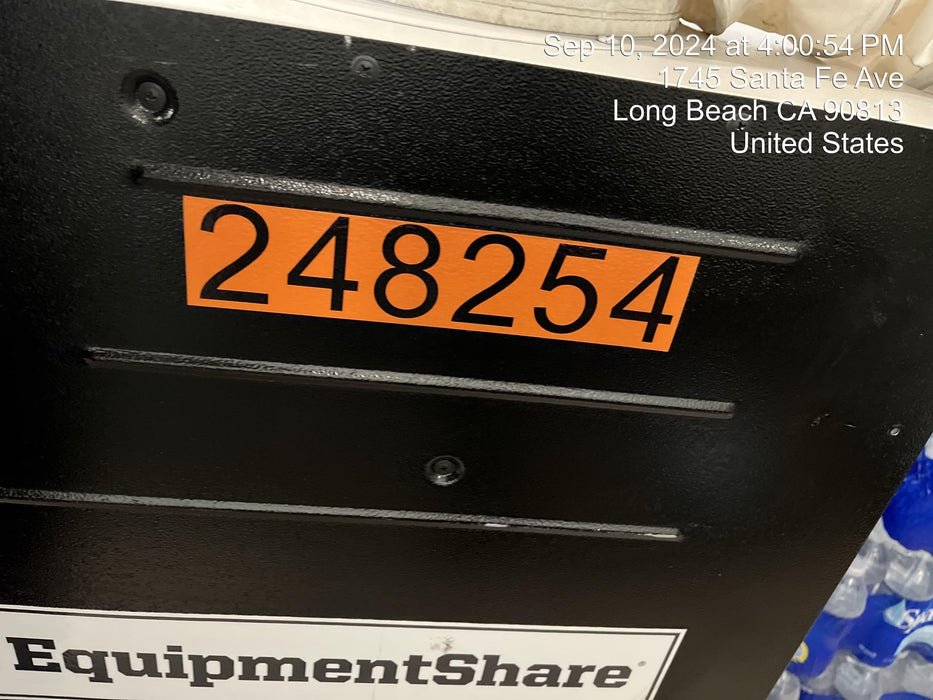 Sep 10, 2024 at 4:00:54 PM
1745 Santa Fe Ave
Long Beach CA 90813
United States
248254
EquipmentShare